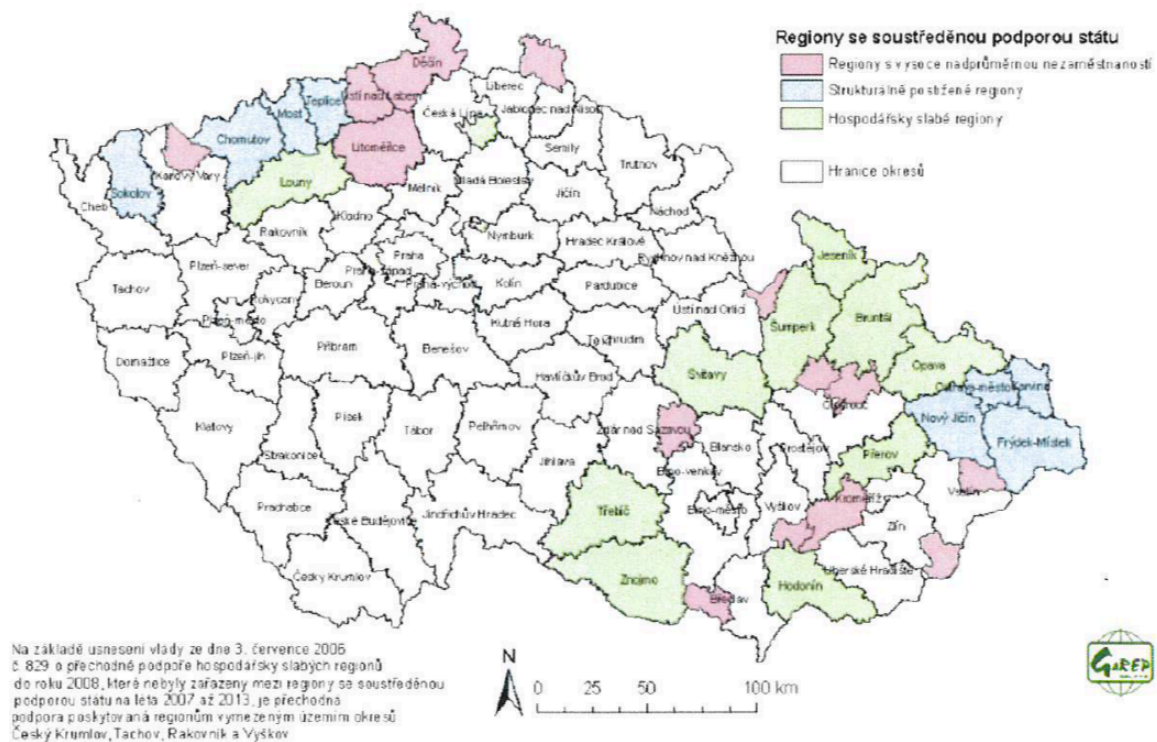 Regiony se soustředěnou podporou státu
Regiony s vysoce nadprůměrnou nezaměstnaností
Strukturálně postižené regiony
Hospodářsky slabé regiony
Hranice okresů
Děčín
Liberec
Ústí nad Labem
Teplice
Most
Česká Lípa
Jablonec nad Nisou
Chomutov
Litoměřice
Semily
Trutnov
Karlovy Vary
Sokolov
Louny
Mělník
Mladá Boleslav
Jičín
Cheb
Kladno
Náchod
Rakovník
Nymburk
Hradec Králové
Praha
Rychnov nad Kněžnou
Jeseník
Plzeň-sever
Praha-západ
Praha-východ
Tachov
Beroun
Kolín
Pardubice
Rokycany
Ústí nad Orlicí
Šumperk
Bruntál
Plzeň-město
Kutná Hora
Příbram
Benešov
Chrudim
Domažlice
Plzeň-jih
Opava
Havlíčkův Brod
Svitavy
Ostrava-město
Karviná
Olomouc
Klatovy
Písek
Tábor
Pelhřimov
Žďár nad Sázavou
Nový Jičín
Blansko
Prostějov
Frýdek-Místek
Strakonice
Jihlava
Přerov
Brno-venkov
Vsetín
Prachatice
České Budějovice
Jindřichův Hradec
Třebíč
Brno-město
Vyškov
Kroměříž
Zlín
Uherské Hradiště
Český Krumlov
Znojmo
Hodonín
Břeclav
Na základě usnesení vlády ze dne 3. července 2006
č. 829 o přechodné podpoře hospodářsky slabých regionů
do roku 2008, které nebyly zařazeny mezi regiony se soustředěnou
podporou státu na léta 2007 až 2013, je přechodná
podpora poskytovaná regionům vymezeným územím okresů
Český Krumlov, Tachov, Rakovník a Vyškov
N
0 25 50 100 km
GaREP